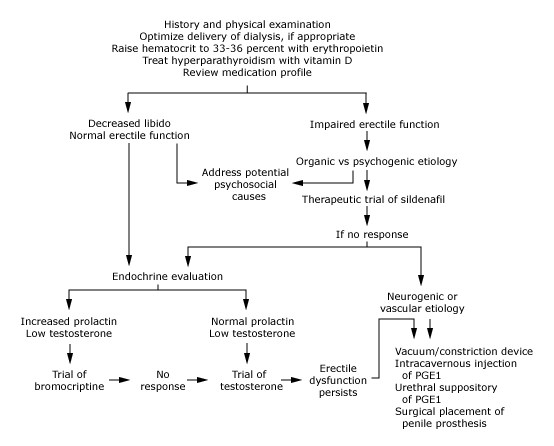 History and physical examination
Optimize delivery of dialysis, if appropriate
Raise hematocrit to 33-36 percent with erythropoietin
Treat hyperparathyroidism with vitamin D
Review medication profile
Decreased libido
Normal erectile function
Impaired erectile function
Organic vs psychogenic etiology
Address potential
psychosocial
causes
Therapeutic trial of sildenafil
If no response
Endocrine evaluation
Neurogenic or
vascular etiology
Increased prolactin
Low testosterone
Normal prolactin
Low testosterone
Trial of
bromocriptine
No
response
Trial of
testosterone
Erectile
dysfunction
persists
Vacuum/constriction device
Intracavernous injection
of PGE1
Urethral suppository
of PGE1
Surgical placement of
penile prosthesis